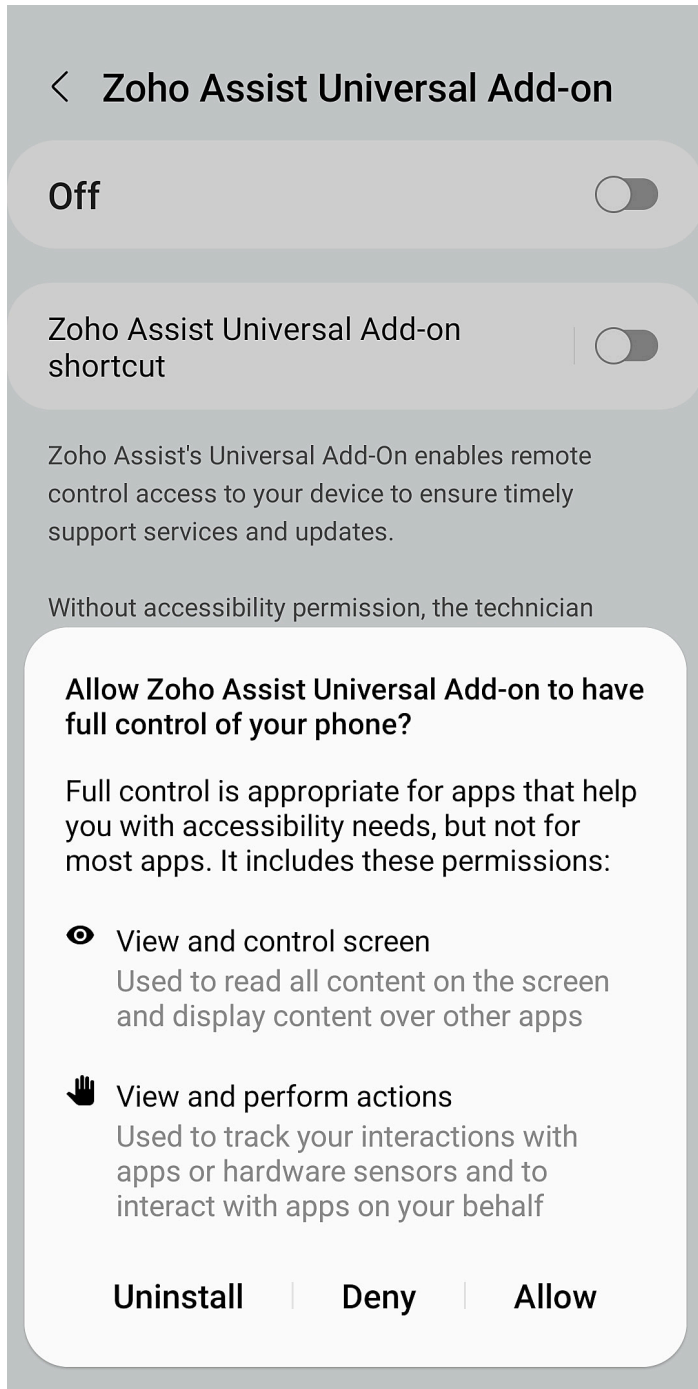 Zoho Assist Universal Add-on
Off
Zoho Assist Universal Add-on
shortcut
Zoho Assist's Universal Add-On enables remote
control access to your device to ensure timely
support services and updates.
Without accessibility permission, the technician
Allow Zoho Assist Universal Add-on to have
full control of your phone?
Full control is appropriate for apps that help
you with accessibility needs, but not for
most apps. It includes these permissions:
View and control screen
Used to read all content on the screen
and display content over other apps
View and perform actions
Used to track your interactions with
apps or hardware sensors and to
interact with apps on your behalf
Uninstall Deny Allow